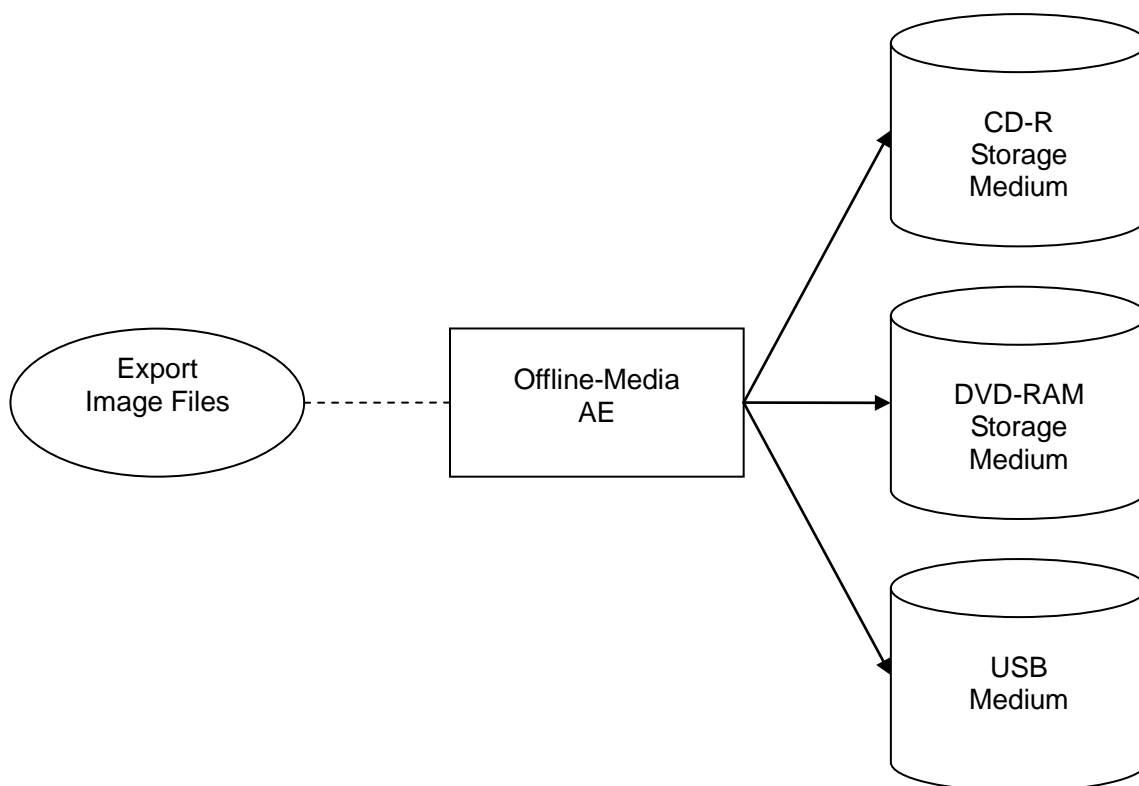 Export
Image Files
Offline-Media
AE
CD-R
Storage
Medium
DVD-RAM
Storage
Medium
USB
Medium